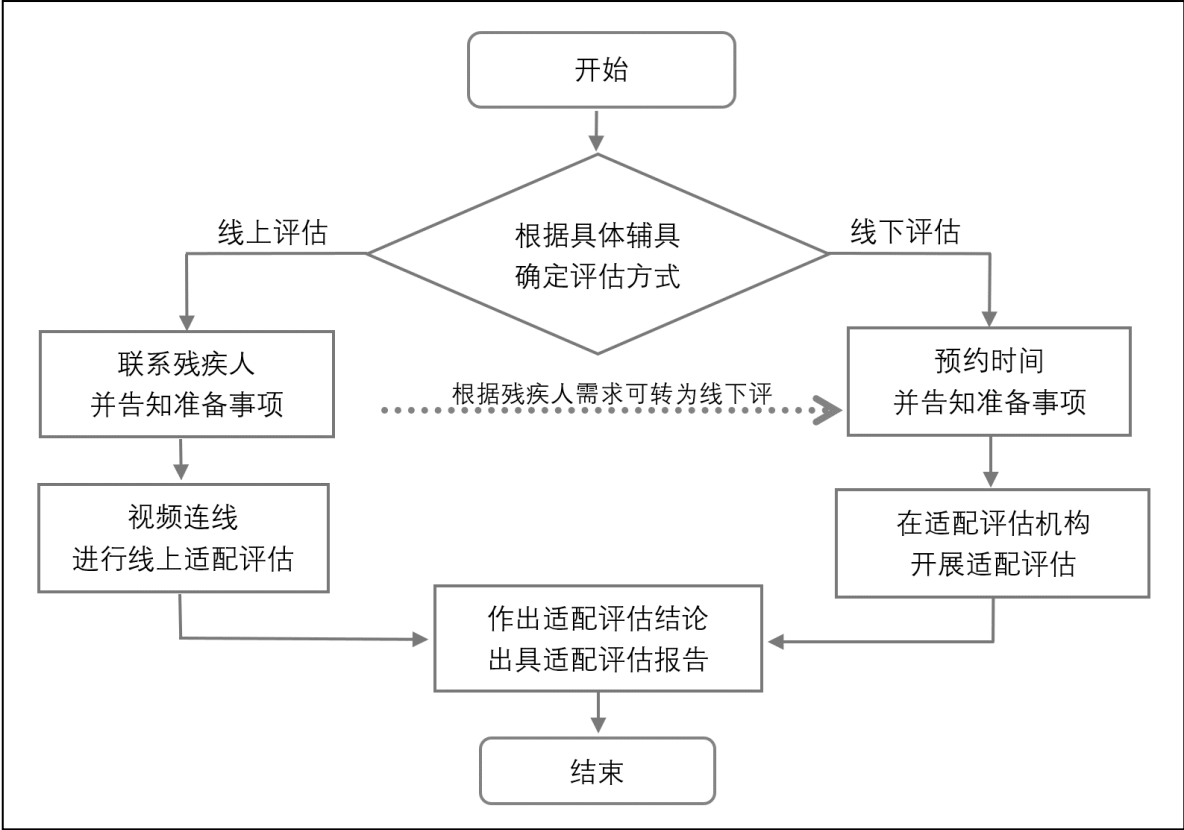 开始
线上评估
根据具体辅具
确定评估方式
线下评估
联系残疾人
并告知准备事项
根据残疾人需求可转为线下评
预约时间
并告知准备事项
视频连线
进行线上适配评估
在适配评估机构
开展适配评估
作出适配评估结论
出具适配评估报告
结束